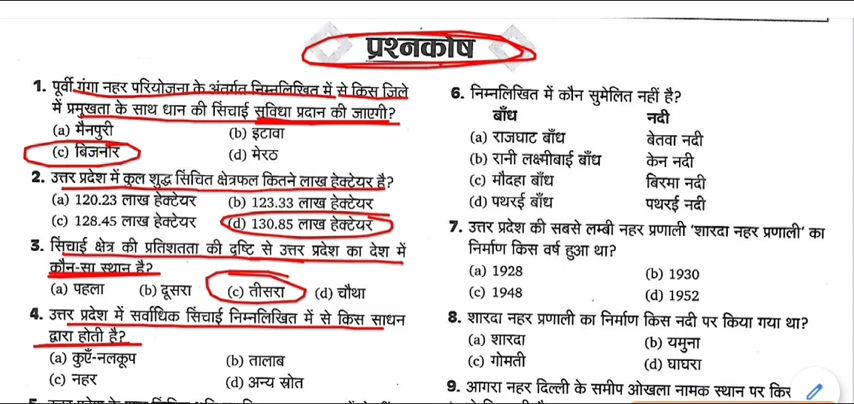 प्रश्नकोष
1. पूर्वी गंगा नहर परियोजना के अंतर्गत निम्नलिखित में से किस जिले
में प्रमुखता के साथ धान की सिंचाई सुविधा प्रदान की जाएगी?
(a) मैनपुरी (b) इटावा
(c) बिजनौर (d) मेरठ
2. उत्तर प्रदेश में कुल शुद्ध सिंचित क्षेत्रफल कितने लाख हेक्टेयर है?
(a) 120.23 लाख हेक्टेयर (b) 123.33 लाख हेक्टेयर
(c) 128.45 लाख हेक्टेयर (d) 130.85 लाख हेक्टेयर
3. सिंचाई क्षेत्र की प्रतिशतता की दृष्टि से उत्तर प्रदेश का देश में
कौन-सा स्थान है?
(a) पहला (b) दूसरा (c) तीसरा (d) चौथा
4. उत्तर प्रदेश में सर्वाधिक सिंचाई निम्नलिखित में से किस साधन
द्वारा होती है?
(a) कुएँ-नलकूप (b) तालाब
(c) नहर (d) अन्य स्रोत
6. निम्नलिखित में कौन सुमेलित नहीं है?
बाँध नदी
(a) राजघाट बाँध बेतवा नदी
(b) रानी लक्ष्मीबाई बाँध केन नदी
(c) मौदहा बाँध बिरमा नदी
(d) पथरई बाँध पथरई नदी
7. उत्तर प्रदेश की सबसे लम्बी नहर प्रणाली ‘शारदा नहर प्रणाली’ का
निर्माण किस वर्ष हुआ था?
(a) 1928 (b) 1930
(c) 1948 (d) 1952
8. शारदा नहर प्रणाली का निर्माण किस नदी पर किया गया था?
(a) शारदा (b) यमुना
(c) गोमती (d) घाघरा
9. आगरा नहर दिल्ली के समीप ओखला नामक स्थान पर किस